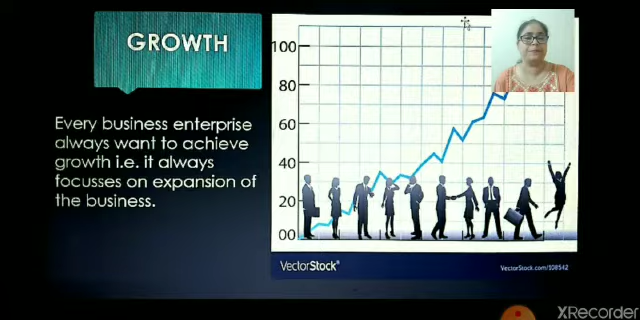 GROWTH
Every business enterprise
always want to achieve
growth i.e. it always
focusses on expansion of
the business.
100
80
60
40
20
00
VectorStock®
VectorStock.com/108542
XRecorder